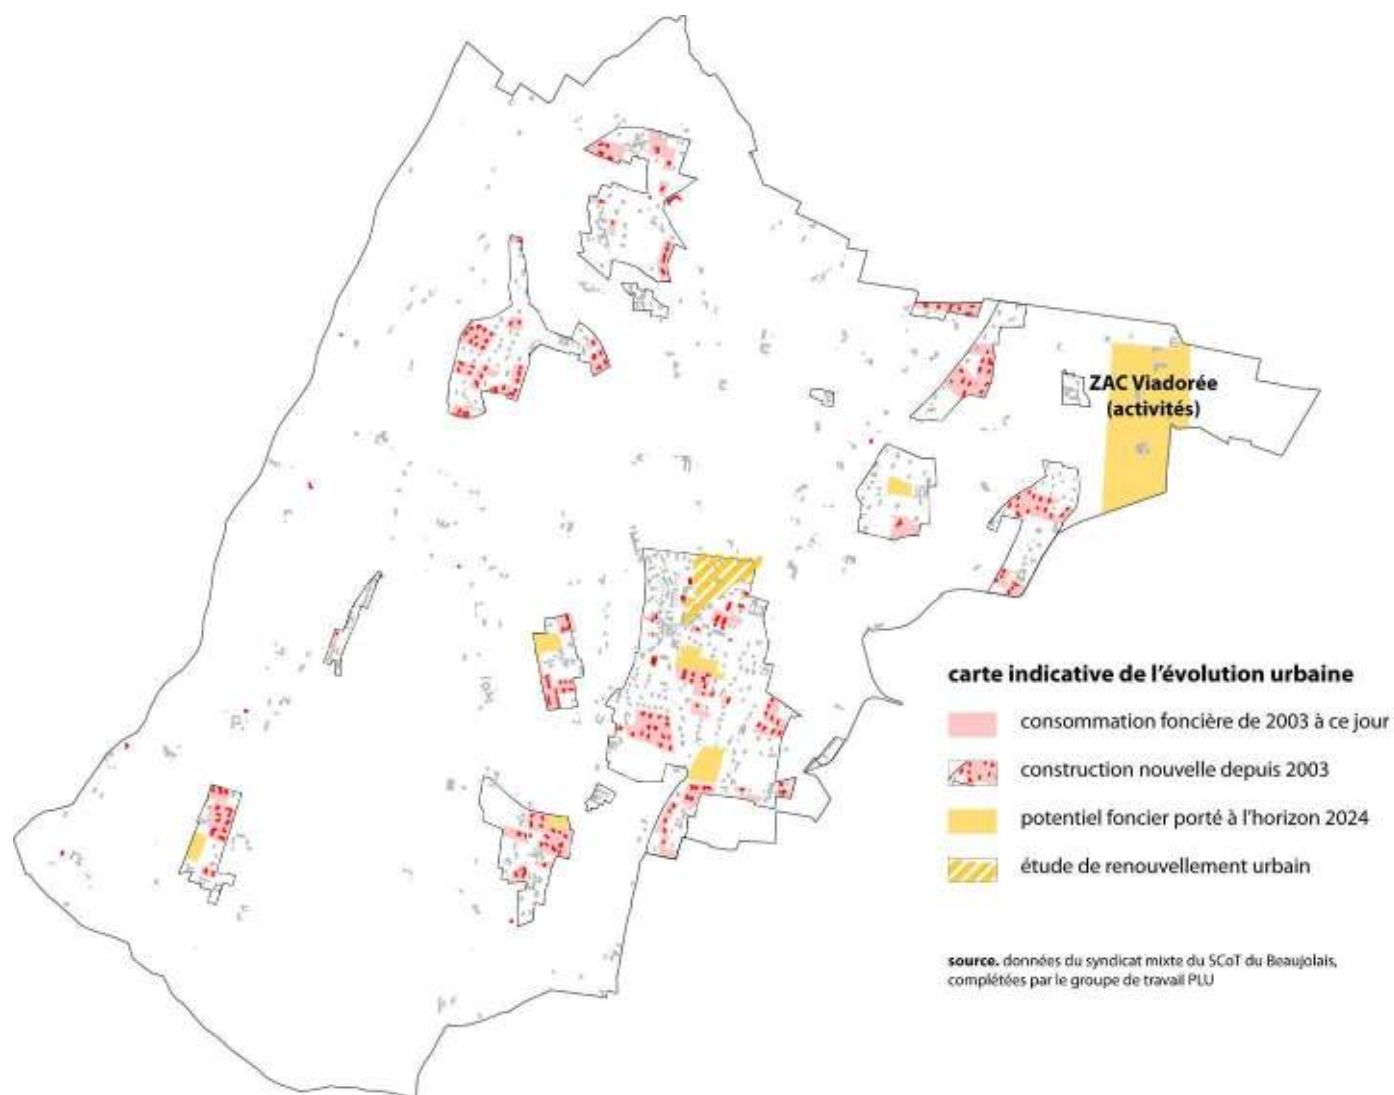 ZAC Viadorée
(activités)
carte indicative de l'évolution urbaine
consommation foncière de 2003 à ce jour
construction nouvelle depuis 2003
potentiel foncier porté à l'horizon 2024
étude de renouvellement urbain
source. données du syndicat mixte du SCoT du Beaujolais,
complétées par le groupe de travail PLU